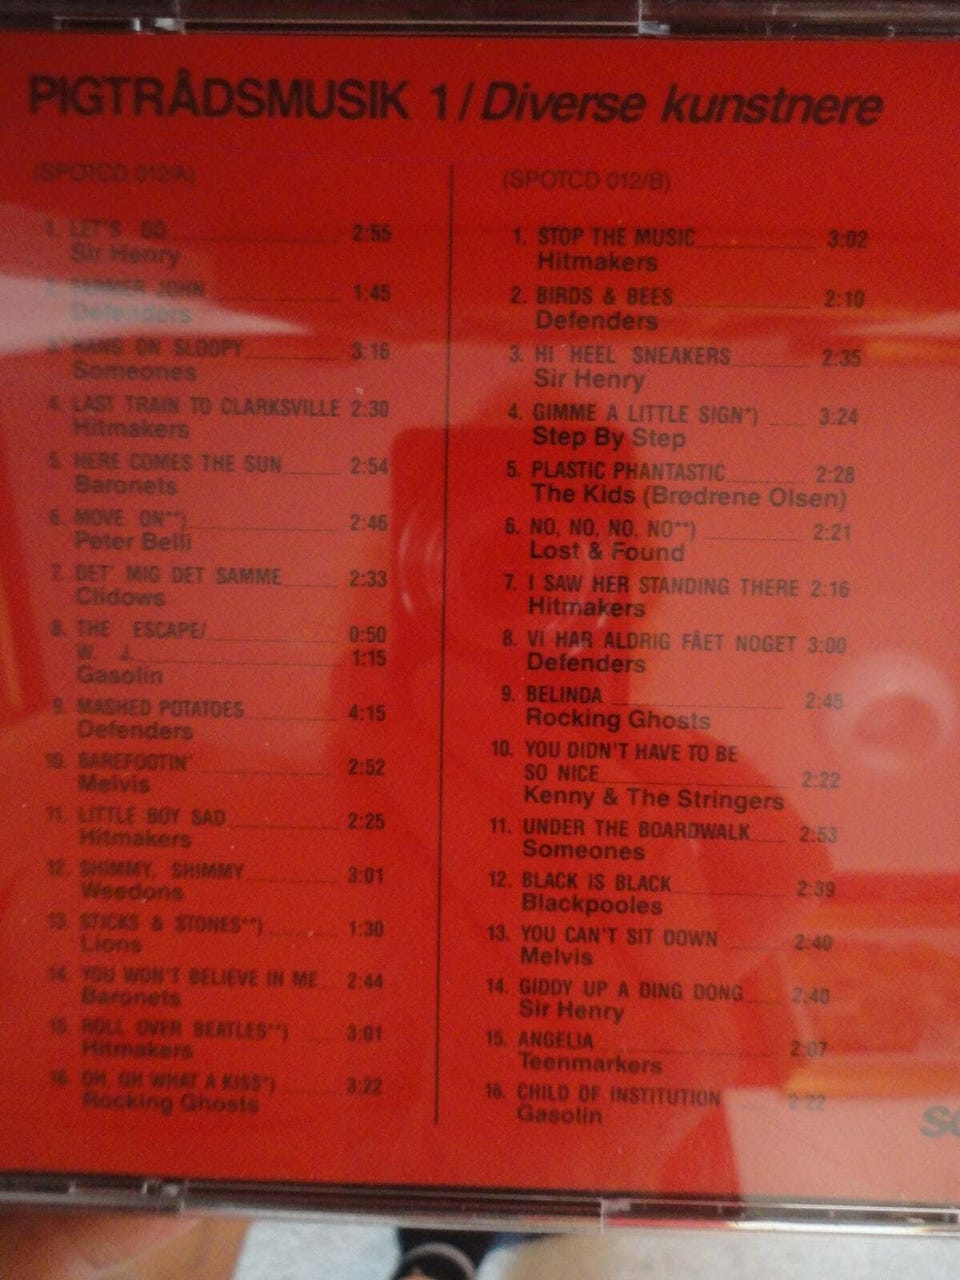 PIGTRÅDSMUSIK 1 / Diverse kunstnere
(SPOTCD 012/A)
1. LET'S GO 2:55
Sir Henry
2. FARMER JOHN 1:45
Defenders
3. HANG ON SLOOPY 3:16
Someones
4. LAST TRAIN TO CLARKSVILLE 2:30
Hitmakers
5. HERE COMES THE SUN 2:54
Baronets
6. MOVE ON**) 2:46
Peter Belli
7. DET' MIG DET SAMME 2:33
Clidows
8. THE ESCAPE/ 0:50
W. J. 1:15
Gasolin
9. MASHED POTATOES 4:15
Defenders
10. BAREFOOTIN' 2:52
Melvis
11. LITTLE BOY SAD 2:25
Hitmakers
12. SHIMMY, SHIMMY 3:01
Weedons
13. STICKS & STONES**) 1:30
Lions
14. YOU WON'T BELIEVE IN ME 2:44
Baronets
15. ROLL OVER BEATLES**) 3:01
Hitmakers
16. OH, OH WHAT A KISS*) 3:22
Rocking Ghosts
(SPOTCD 012/B)
1. STOP THE MUSIC 3:02
Hitmakers
2. BIRDS & BEES 2:10
Defenders
3. HI HEEL SNEAKERS 2:35
Sir Henry
4. GIMME A LITTLE SIGN*) 3:24
Step By Step
5. PLASTIC PHANTASTIC 2:28
The Kids (Brødrene Olsen)
6. NO, NO, NO, NO**) 2:21
Lost & Found
7. I SAW HER STANDING THERE 2:16
Hitmakers
8. VI HAR ALDRIG FÅET NOGET 3:00
Defenders
9. BELINDA 2:45
Rocking Ghosts
10. YOU DIDN'T HAVE TO BE
SO NICE 2:22
Kenny & The Stringers
11. UNDER THE BOARDWALK 2:53
Someones
12. BLACK IS BLACK 2:39
Blackpooles
13. YOU CAN'T SIT DOWN 2:40
Melvis
14. GIDDY UP A DING DONG 2:40
Sir Henry
15. ANGELIA 2:07
Teenmarkers
16. CHILD OF INSTITUTION 2:22
Gasolin